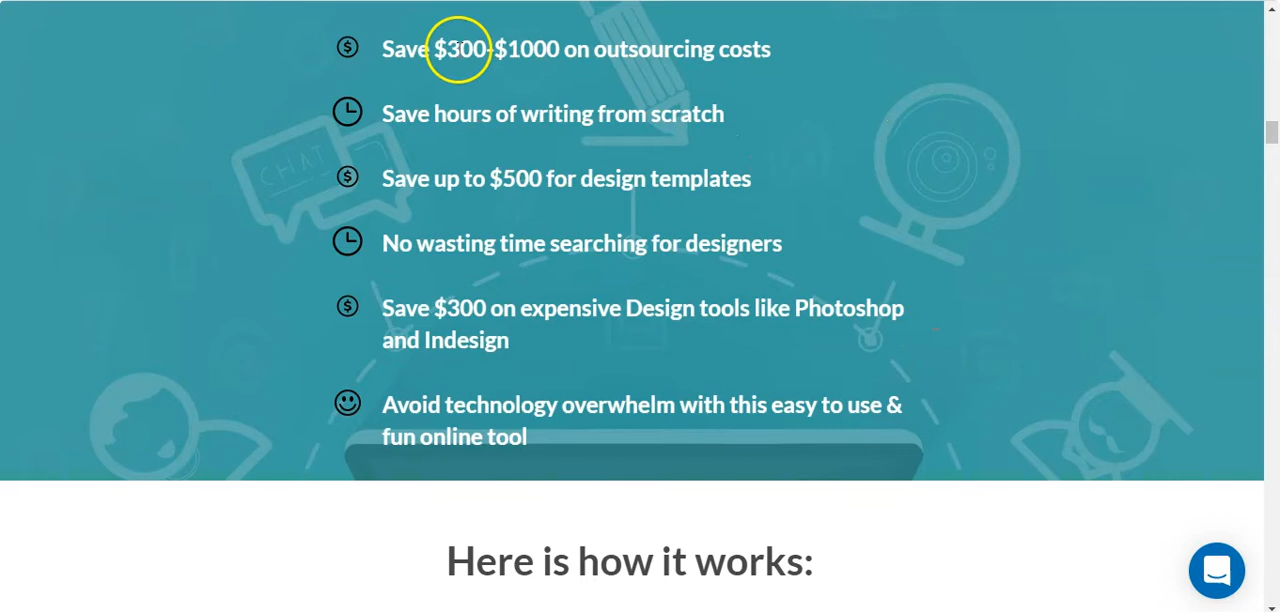 Save $300-$1000 on outsourcing costs
Save hours of writing from scratch
CHAT
Save up to $500 for design templates
No wasting time searching for designers
Save $300 on expensive Design tools like Photoshop
and Indesign
Avoid technology overwhelm with this easy to use &
fun online tool
Here is how it works: